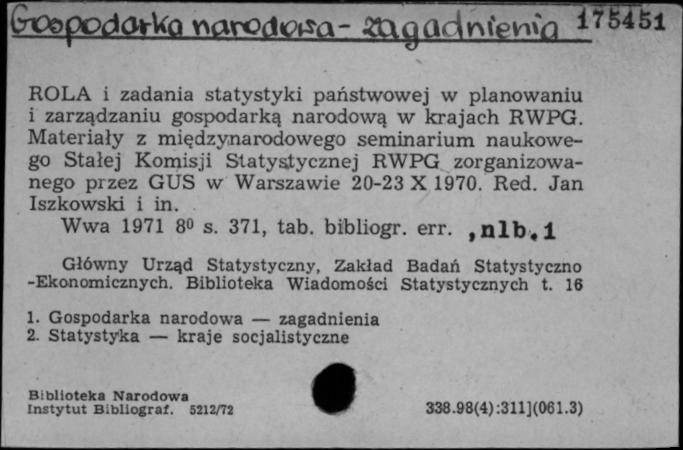 Gospodarka narodowa - zagadnienia 175451
ROLA i zadania statystyki państwowej w planowaniu
i zarządzaniu gospodarką narodową w krajach RWPG.
Materiały z międzynarodowego seminarium naukowe-
go Stałej Komisji Statystycznej RWPG zorganizowa-
nego przez GUS w Warszawie 20-23 X 1970. Red. Jan
Iszkowski i in.
Wwa 1971 8⁰ s. 371, tab. bibliogr. err. , nlb. 1
Główny Urząd Statystyczny, Zakład Badań Statystyczno
-Ekonomicznych. Biblioteka Wiadomości Statystycznych t. 16
1. Gospodarka narodowa — zagadnienia
2. Statystyka — kraje socjalistyczne
Biblioteka Narodowa
Instytut Bibliograf. 5212/72 338.98(4):311](061.3)